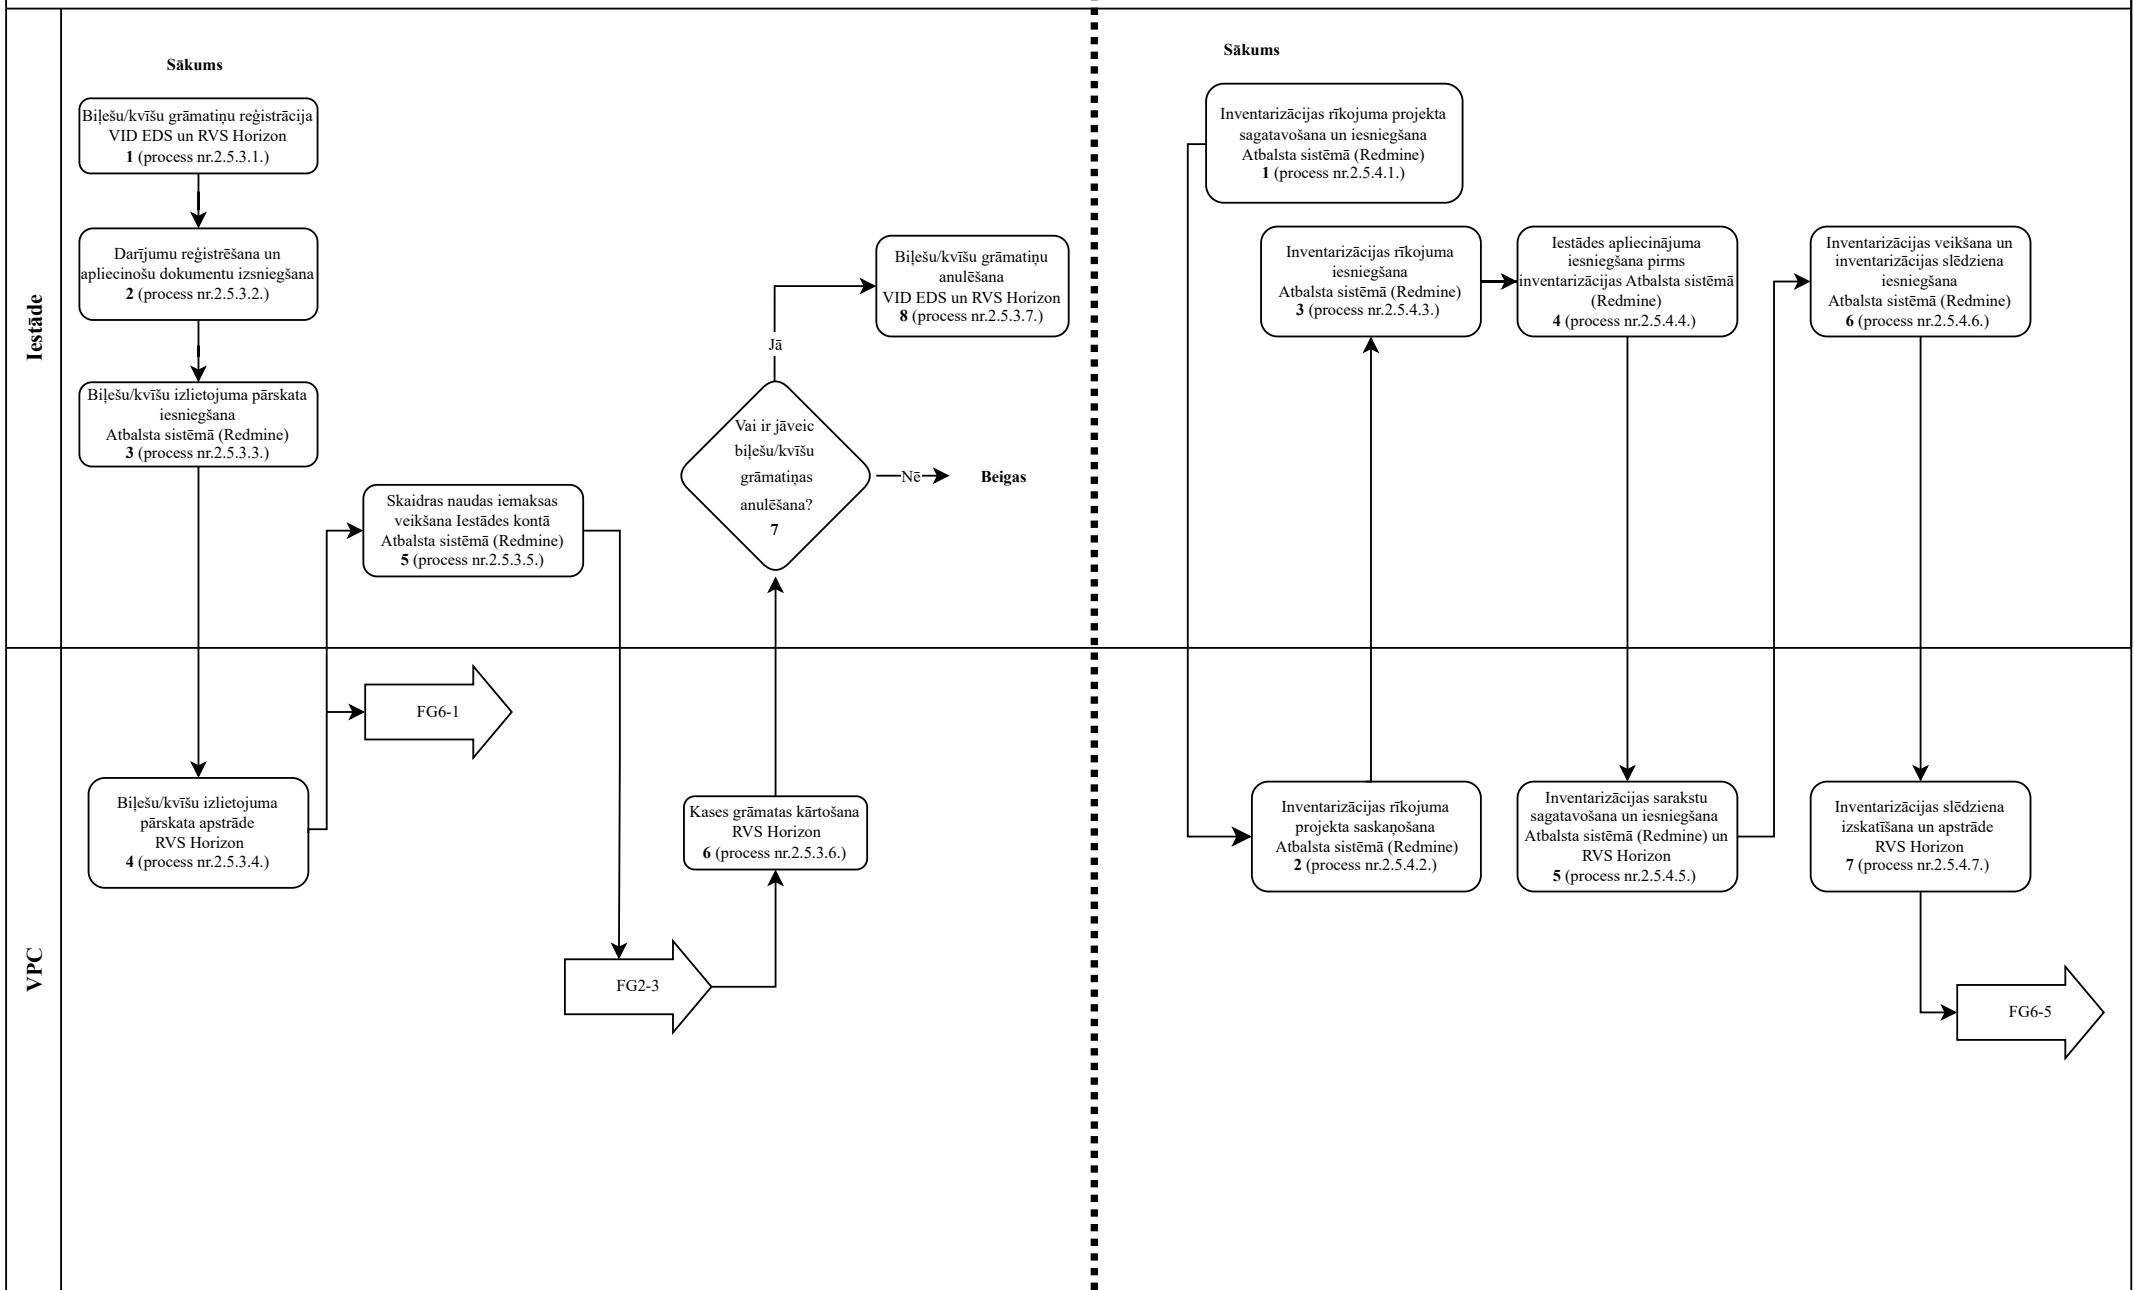 Sākums
Biļešu/kvīšu grāmatiņu reģistrācija
VID EDS un RVS Horizon
1 (process nr.2.5.3.1.)
Darījumu reģistrēšana un
apliecinošu dokumentu izsniegšana
2 (process nr.2.5.3.2.)
Biļešu/kvīšu izlietojuma pārskata
iesniegšana
Atbalsta sistēmā (Redmine)
3 (process nr.2.5.3.3.)
Skaidras naudas iemaksas
veikšana Iestādes kontā
Atbalsta sistēmā (Redmine)
5 (process nr.2.5.3.5.)
Vai ir jāveic
biļešu/kvīšu
grāmatiņas
anulēšana?
7
Jā
Nē
Beigas
Biļešu/kvīšu grāmatiņu
anulēšana
VID EDS un RVS Horizon
8 (process nr.2.5.3.7.)
Iestāde
Sākums
Inventarizācijas rīkojuma projekta
sagatavošana un iesniegšana
Atbalsta sistēmā (Redmine)
1 (process nr.2.5.4.1.)
Inventarizācijas rīkojuma
iesniegšana
Atbalsta sistēmā (Redmine)
3 (process nr.2.5.4.3.)
Iestādes apliecinājuma
iesniegšana pirms
inventarizācijas Atbalsta sistēmā
(Redmine)
4 (process nr.2.5.4.4.)
Inventarizācijas veikšana un
inventarizācijas slēdziena
iesniegšana
Atbalsta sistēmā (Redmine)
6 (process nr.2.5.4.6.)
VPC
FG6-1
Biļešu/kvīšu izlietojuma
pārskata apstrāde
RVS Horizon
4 (process nr.2.5.3.4.)
Kases grāmatas kārtošana
RVS Horizon
6 (process nr.2.5.3.6.)
FG2-3
Inventarizācijas rīkojuma
projekta saskaņošana
Atbalsta sistēmā (Redmine)
2 (process nr.2.5.4.2.)
Inventarizācijas sarakstu
sagatavošana un iesniegšana
Atbalsta sistēmā (Redmine) un
RVS Horizon
5 (process nr.2.5.4.5.)
Inventarizācijas slēdziena
izskatīšana un apstrāde
RVS Horizon
7 (process nr.2.5.4.7.)
FG6-5